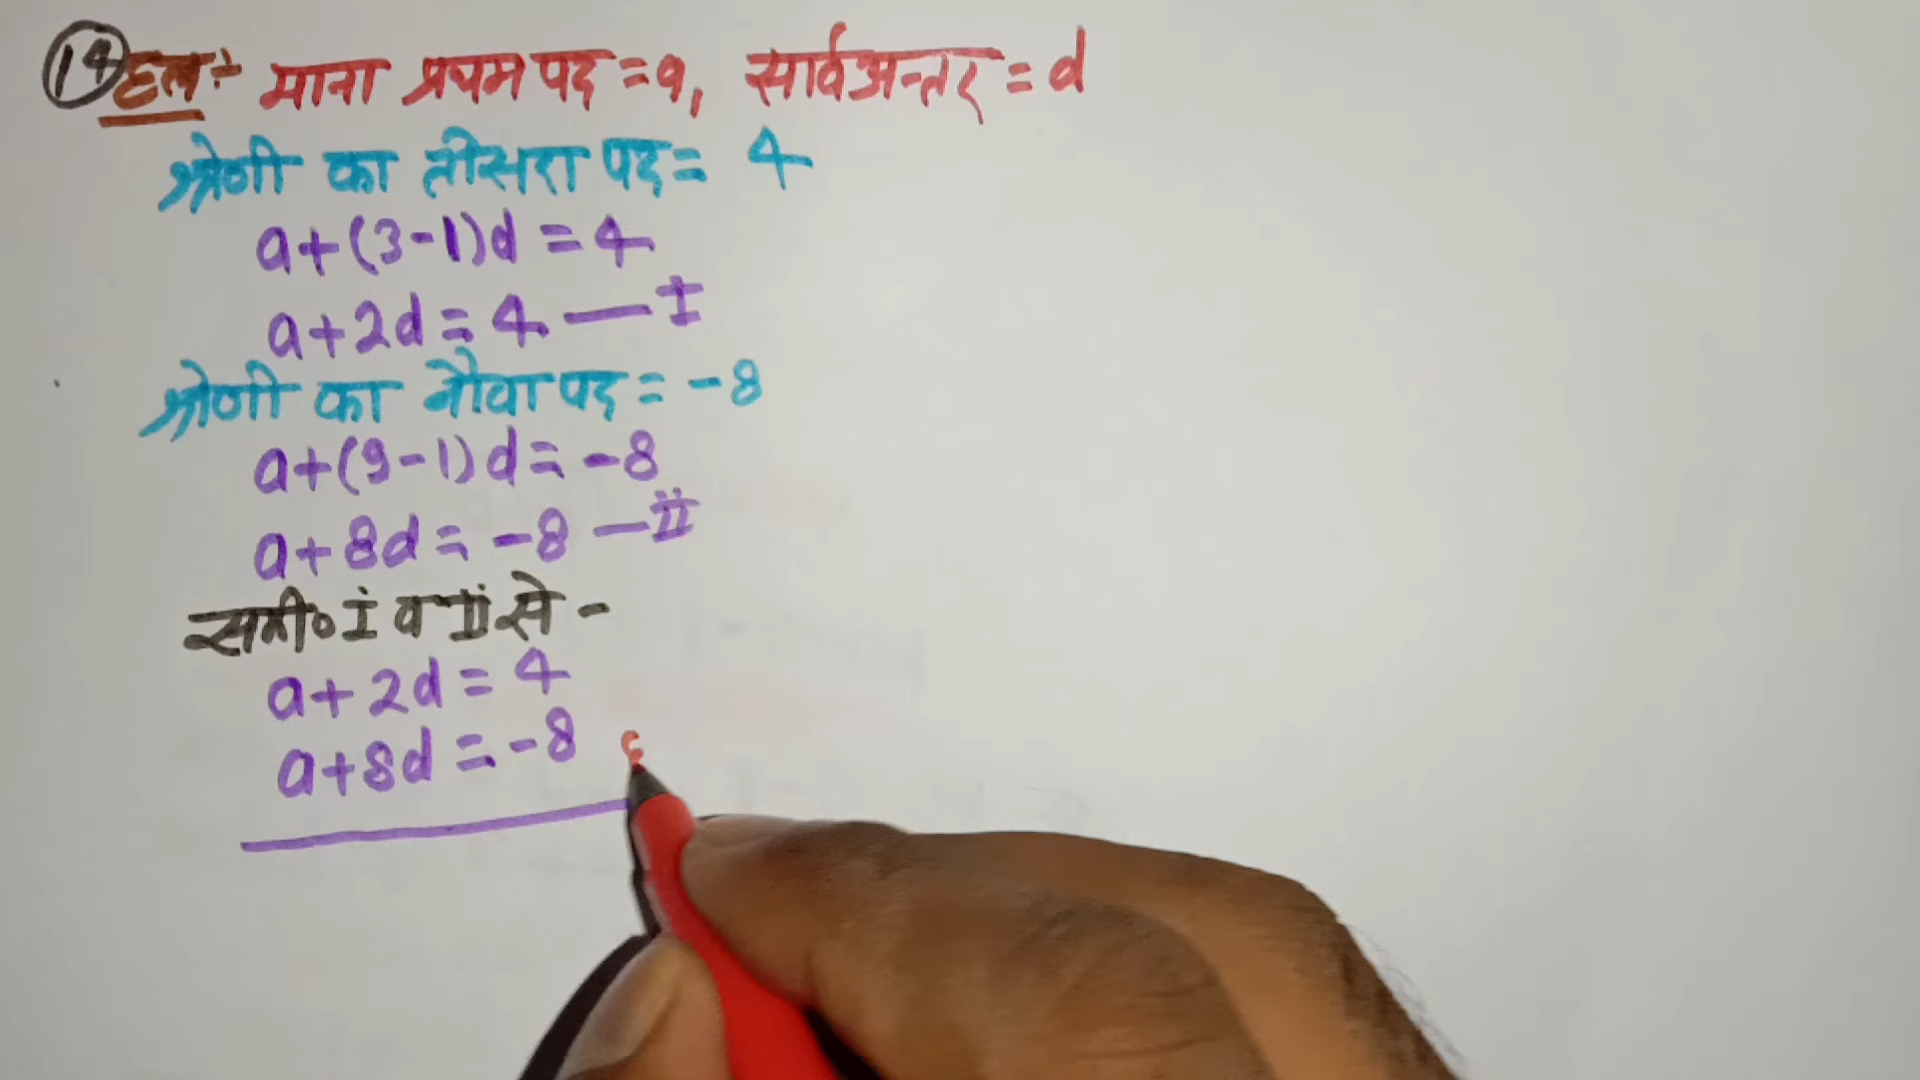 14 हल:- माना प्रथम पद = a, सार्वअन्तर = d
श्रेणी का तीसरा पद = 4
a+(3-1)d = 4
a+2d = 4 — I
श्रेणी का नौवा पद = -8
a+(9-1)d = -8
a+8d = -8 — II
समी० I व II से -
a+2d = 4
a+8d = -8